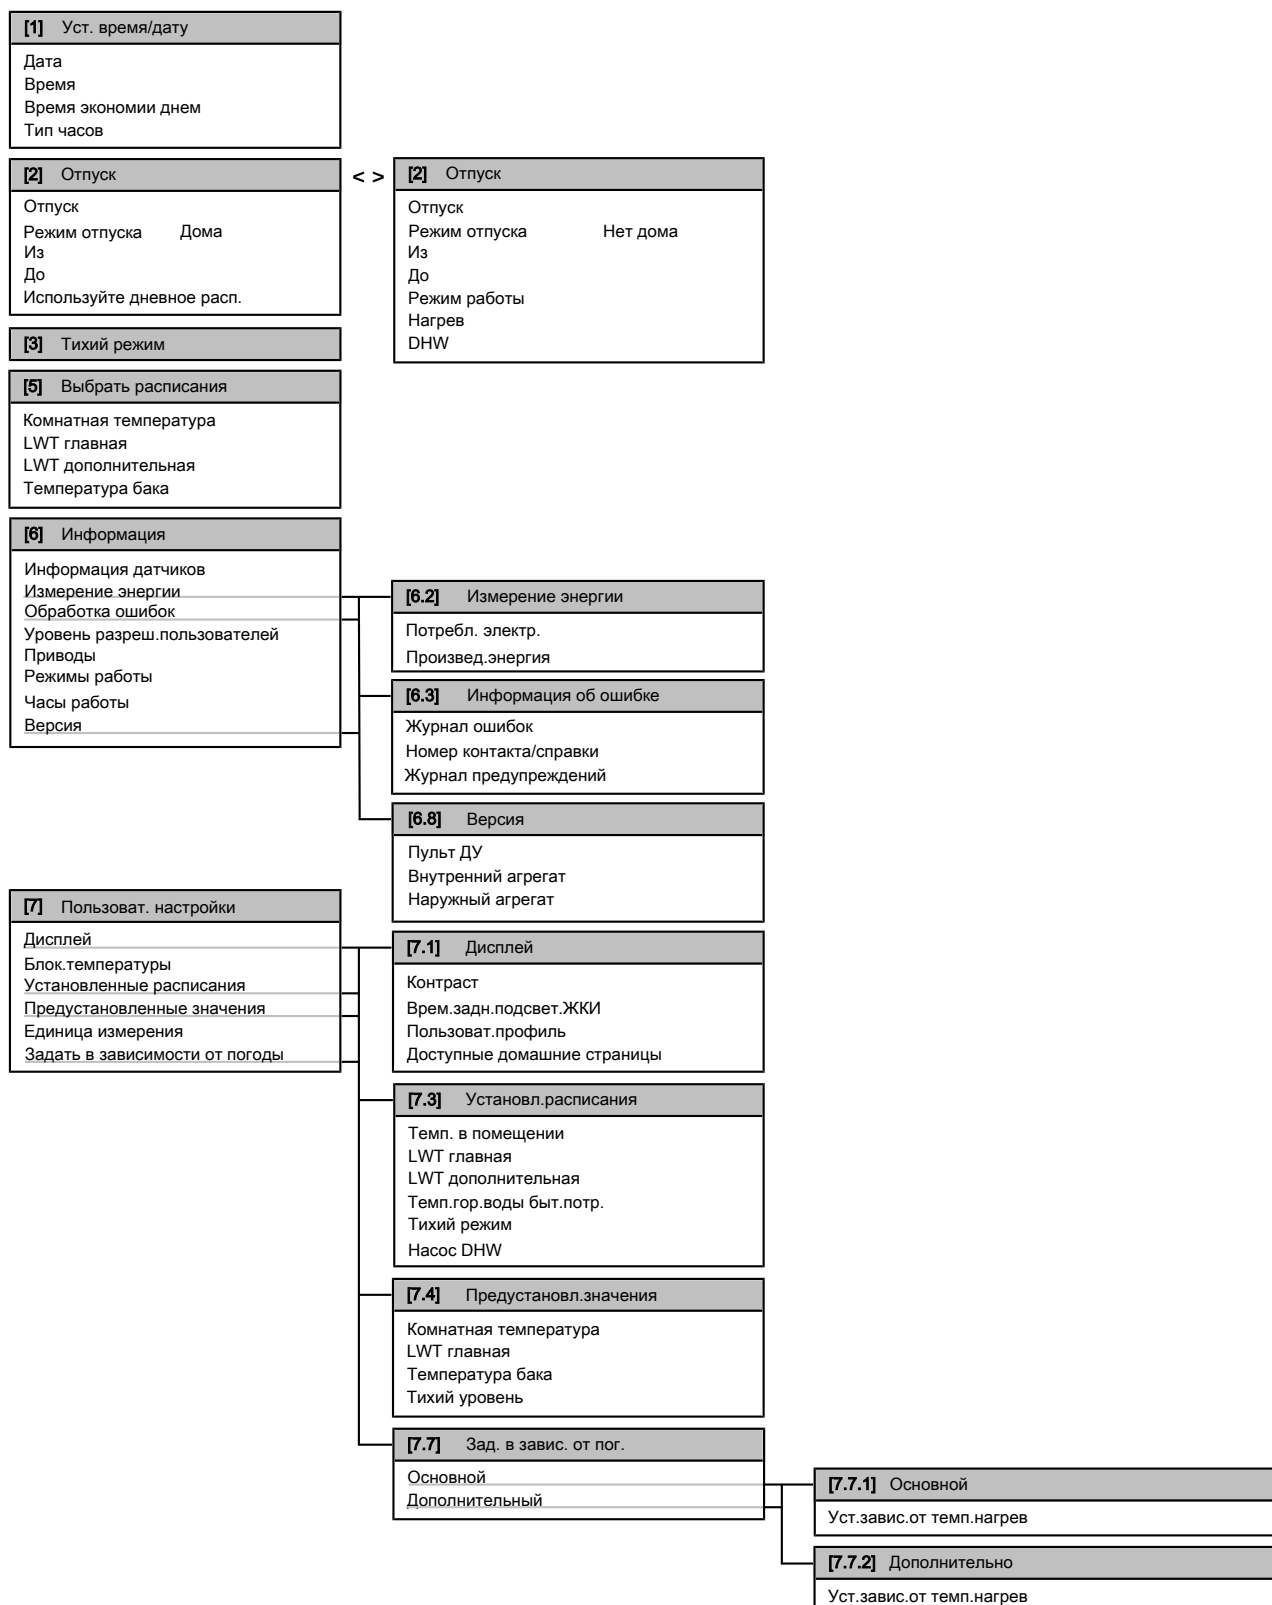 [1] Уст. время/дату
Дата
Время
Время экономии днем
Тип часов
[2] Отпуск
Отпуск
Режим отпуска Дома
Из
До
Используйте дневное расп.
< >
[2] Отпуск
Отпуск
Режим отпуска Нет дома
Из
До
Режим работы
Нагрев
DHW
[3] Тихий режим
[5] Выбрать расписания
Комнатная температура
LWT главная
LWT дополнительная
Температура бака
[6] Информация
Информация датчиков
Измерение энергии
Обработка ошибок
Уровень разреш.пользователей
Приводы
Режимы работы
Часы работы
Версия
[6.2] Измерение энергии
Потребл. электр.
Произвед.энергия
[6.3] Информация об ошибке
Журнал ошибок
Номер контакта/справки
Журнал предупреждений
[6.8] Версия
Пульт ДУ
Внутренний агрегат
Наружный агрегат
[7] Пользоват. настройки
Дисплей
Блок.температуры
Установленные расписания
Предустановленные значения
Единица измерения
Задать в зависимости от погоды
[7.1] Дисплей
Контраст
Врем.задн.подсвет.ЖКИ
Пользоват.профиль
Доступные домашние страницы
[7.3] Установл.расписания
Темп. в помещении
LWT главная
LWT дополнительная
Темп.гор.воды быт.потр.
Тихий режим
Насос DHW
[7.4] Предустановл.значения
Комнатная температура
LWT главная
Температура бака
Тихий уровень
[7.7] Зад. в завис. от пог.
Основной
Дополнительный
[7.7.1] Основной
Уст.завис.от темп.нагрев
[7.7.2] Дополнительно
Уст.завис.от темп.нагрев